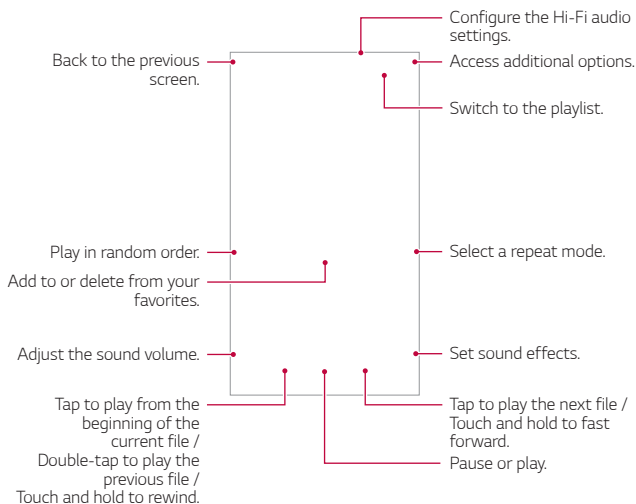 Configure the Hi-Fi audio
settings.
Back to the previous
screen.
Access additional options.
Switch to the playlist.
Play in random order.
Select a repeat mode.
Add to or delete from your
favorites.
Adjust the sound volume.
Set sound effects.
Tap to play from the
beginning of the
current file /
Double-tap to play the
previous file /
Touch and hold to rewind.
Tap to play the next file /
Touch and hold to fast
forward.
Pause or play.